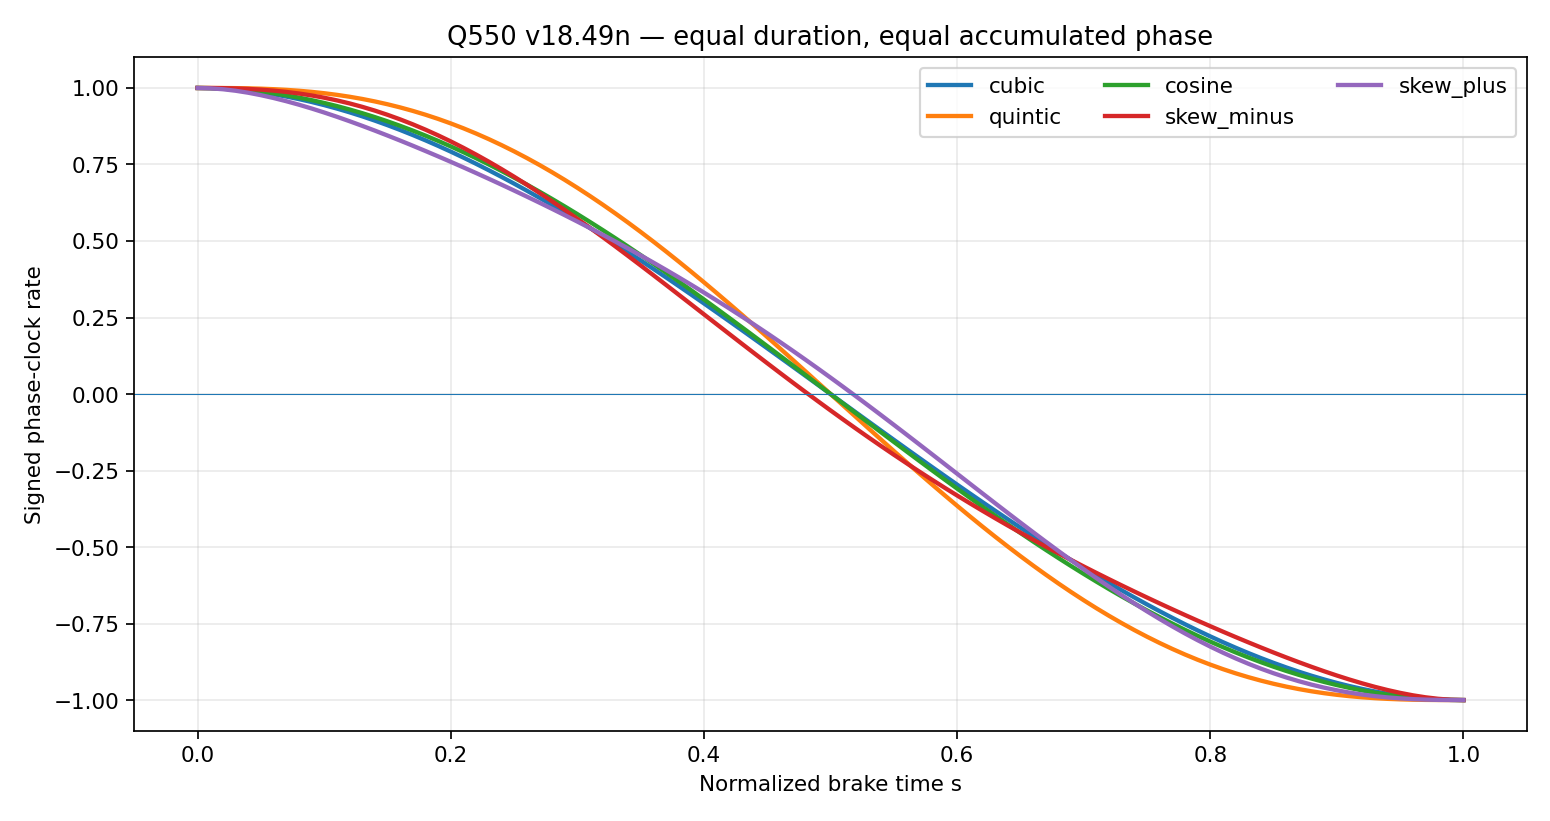 Q550 v18.49n — equal duration, equal accumulated phase
cubic
quintic
cosine
skew_minus
skew_plus
Signed phase-clock rate
1.00
0.75
0.50
0.25
0.00
−0.25
−0.50
−0.75
−1.00
0.0 0.2 0.4 0.6 0.8 1.0
Normalized brake time s